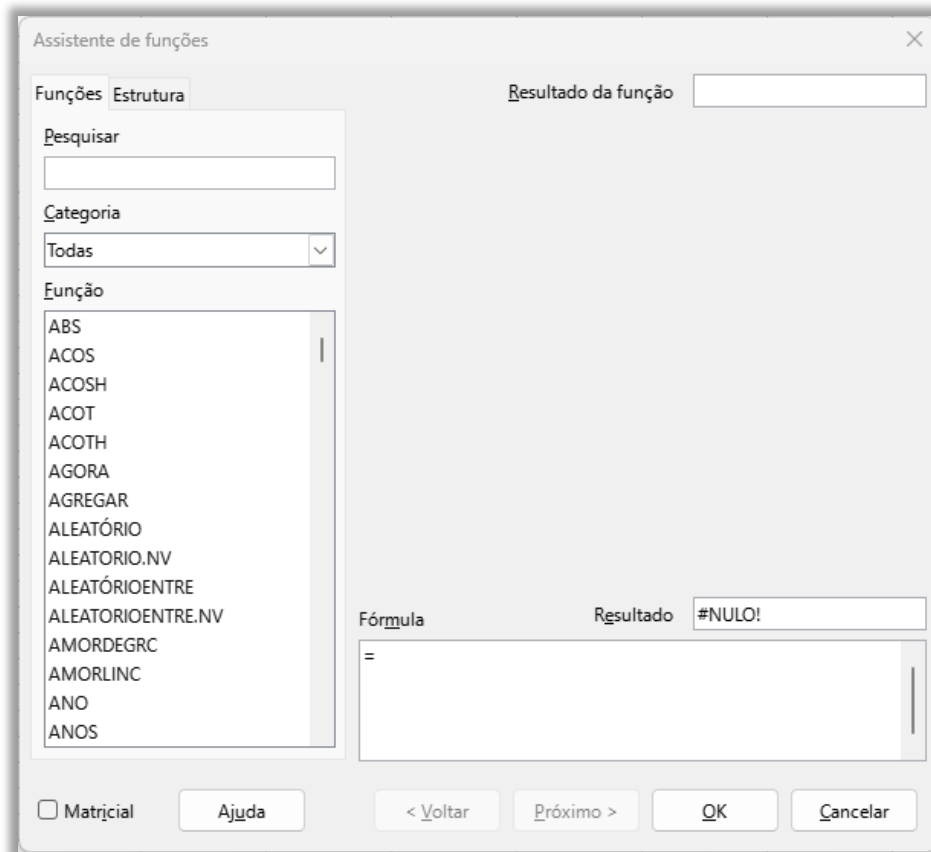 Assistente de funções
Funções Estrutura
Resultado da função
Pesquisar
Categoria
Todas
Função
ABS
ACOS
ACOSH
ACOT
ACOTH
AGORA
AGREGAR
ALEATÓRIO
ALEATORIO.NV
ALEATÓRIOENTRE
ALEATORIOENTRE.NV
AMORDEGRC
AMORLINC
ANO
ANOS
Fórmula
Resultado #NULO!
=
Matricial
Ajuda
< Voltar
Próximo >
OK
Cancelar